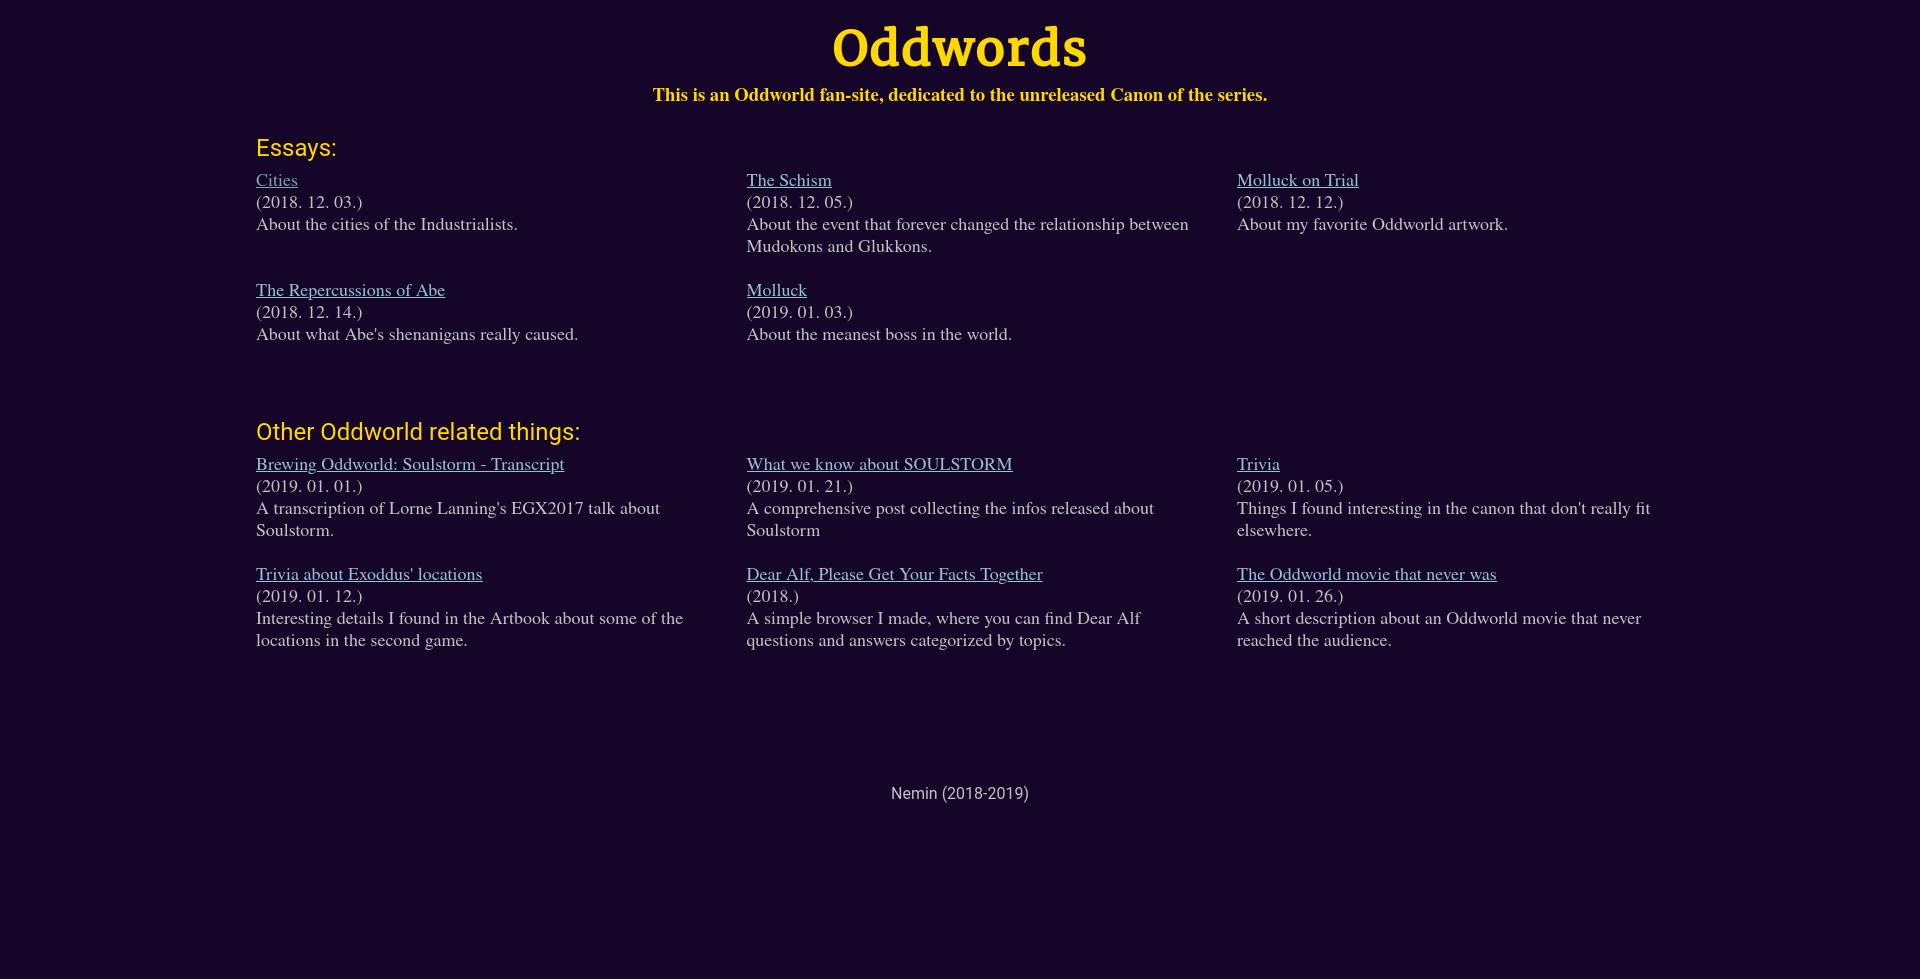 Oddwords
This is an Oddworld fan-site, dedicated to the unreleased Canon of the series.
Essays:
Cities
(2018. 12. 03.)
About the cities of the Industrialists.
The Schism
(2018. 12. 05.)
About the event that forever changed the relationship between
Mudokons and Glukkons.
Molluck on Trial
(2018. 12. 12.)
About my favorite Oddworld artwork.
The Repercussions of Abe
(2018. 12. 14.)
About what Abe's shenanigans really caused.
Molluck
(2019. 01. 03.)
About the meanest boss in the world.
Other Oddworld related things:
Brewing Oddworld: Soulstorm - Transcript
(2019. 01. 01.)
A transcription of Lorne Lanning's EGX2017 talk about
Soulstorm.
What we know about SOULSTORM
(2019. 01. 21.)
A comprehensive post collecting the infos released about
Soulstorm
Trivia
(2019. 01. 05.)
Things I found interesting in the canon that don't really fit
elsewhere.
Trivia about Exoddus' locations
(2019. 01. 12.)
Interesting details I found in the Artbook about some of the
locations in the second game.
Dear Alf, Please Get Your Facts Together
(2018.)
A simple browser I made, where you can find Dear Alf
questions and answers categorized by topics.
The Oddworld movie that never was
(2019. 01. 26.)
A short description about an Oddworld movie that never
reached the audience.
Nemin (2018-2019)